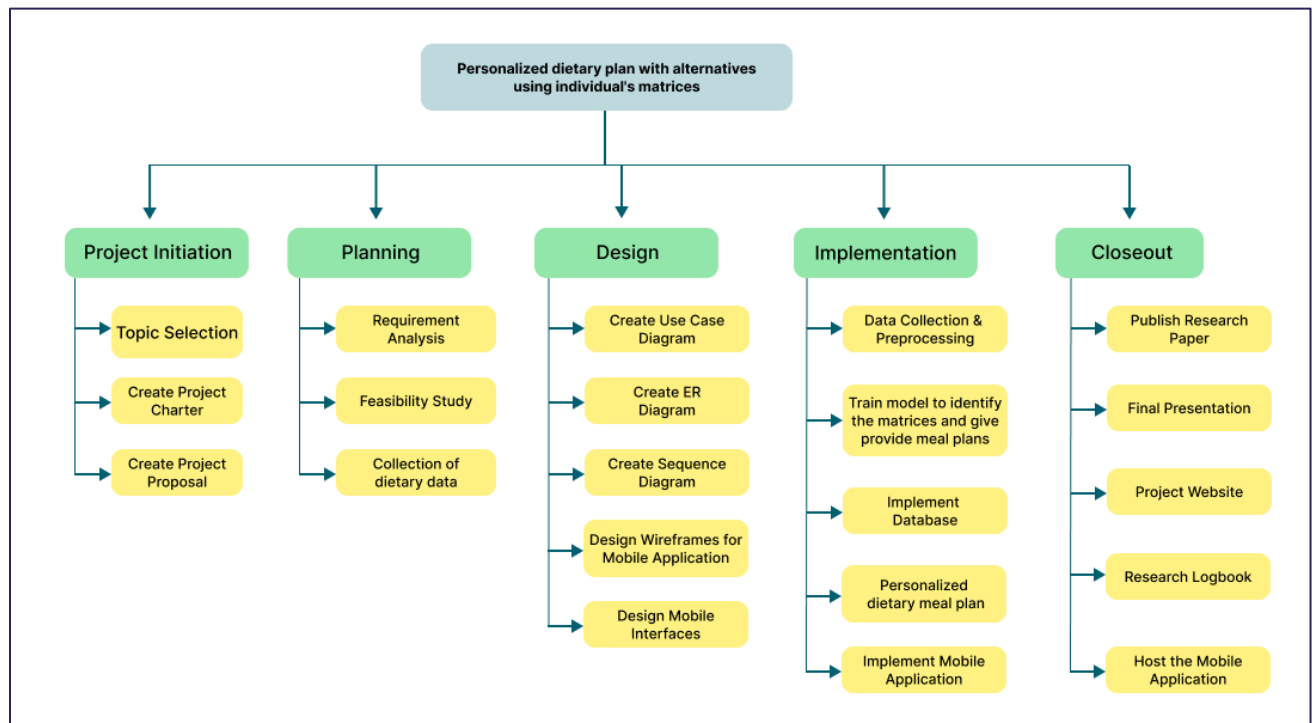 Personalized dietary plan with alternatives
using individual's matrices
Project Initiation
Topic Selection
Create Project
Charter
Create Project
Proposal
Planning
Requirement
Analysis
Feasibility Study
Collection of
dietary data
Design
Create Use Case
Diagram
Create ER
Diagram
Create Sequence
Diagram
Design Wireframes for
Mobile Application
Design Mobile
Interfaces
Implementation
Data Collection &
Preprocessing
Train model to identify
the matrices and give
provide meal plans
Implement
Database
Personalized
dietary meal plan
Implement Mobile
Application
Closeout
Publish Research
Paper
Final Presentation
Project Website
Research Logbook
Host the Mobile
Application